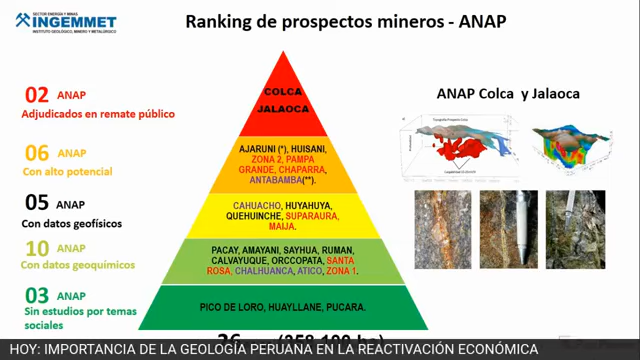 SECTOR ENERGÍA Y MINAS
INGEMMET
INSTITUTO GEOLÓGICO, MINERO Y METALÚRGICO
Ranking de prospectos mineros - ANAP
02 ANAP
Adjudicados en remate público
06 ANAP
Con alto potencial
05 ANAP
Con datos geofísicos
10 ANAP
Con datos geoquímicos
03 ANAP
Sin estudios por temas
sociales
COLCA
JALAOCA
AJARUNI (*), HUISANI,
ZONA 2, PAMPA
GRANDE, CHAPARRA,
ANTABAMBA(**).
CAHUACHO, HUYAHUYA,
QUEHUINCHE, SUPARAURA,
MAIJA.
PACAY, AMAYANI, SAYHUA, RUMAN,
CALVAYUQUE, ORCCOPATA, SANTA
ROSA, CHALHUANCA, ATICO, ZONA 1.
PICO DE LORO, HUAYLLANE, PUCARA.
ANAP Colca y Jalaoca
Topografía Prospecto Colca
HOY: IMPORTANCIA DE LA GEOLOGÍA PERUANA EN LA REACTIVACIÓN ECONÓMICA